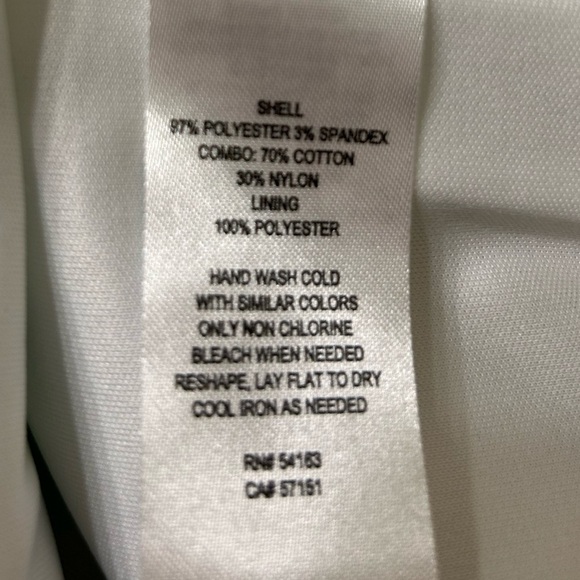 SHELL
97% POLYESTER 3% SPANDEX
COMBO: 70% COTTON
30% NYLON
LINING
100% POLYESTER
HAND WASH COLD
WITH SIMILAR COLORS
ONLY NON CHLORINE
BLEACH WHEN NEEDED
RESHAPE, LAY FLAT TO DRY
COOL IRON AS NEEDED
RN# 54163
CA# 57151